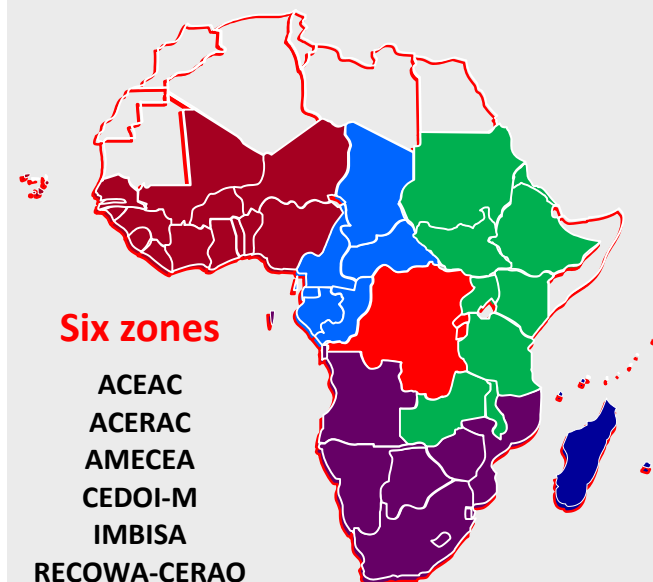 Six zones
ACEAC
ACERAC
AMECEA
CEDOI-M
IMBISA
RECOWA-CERAO